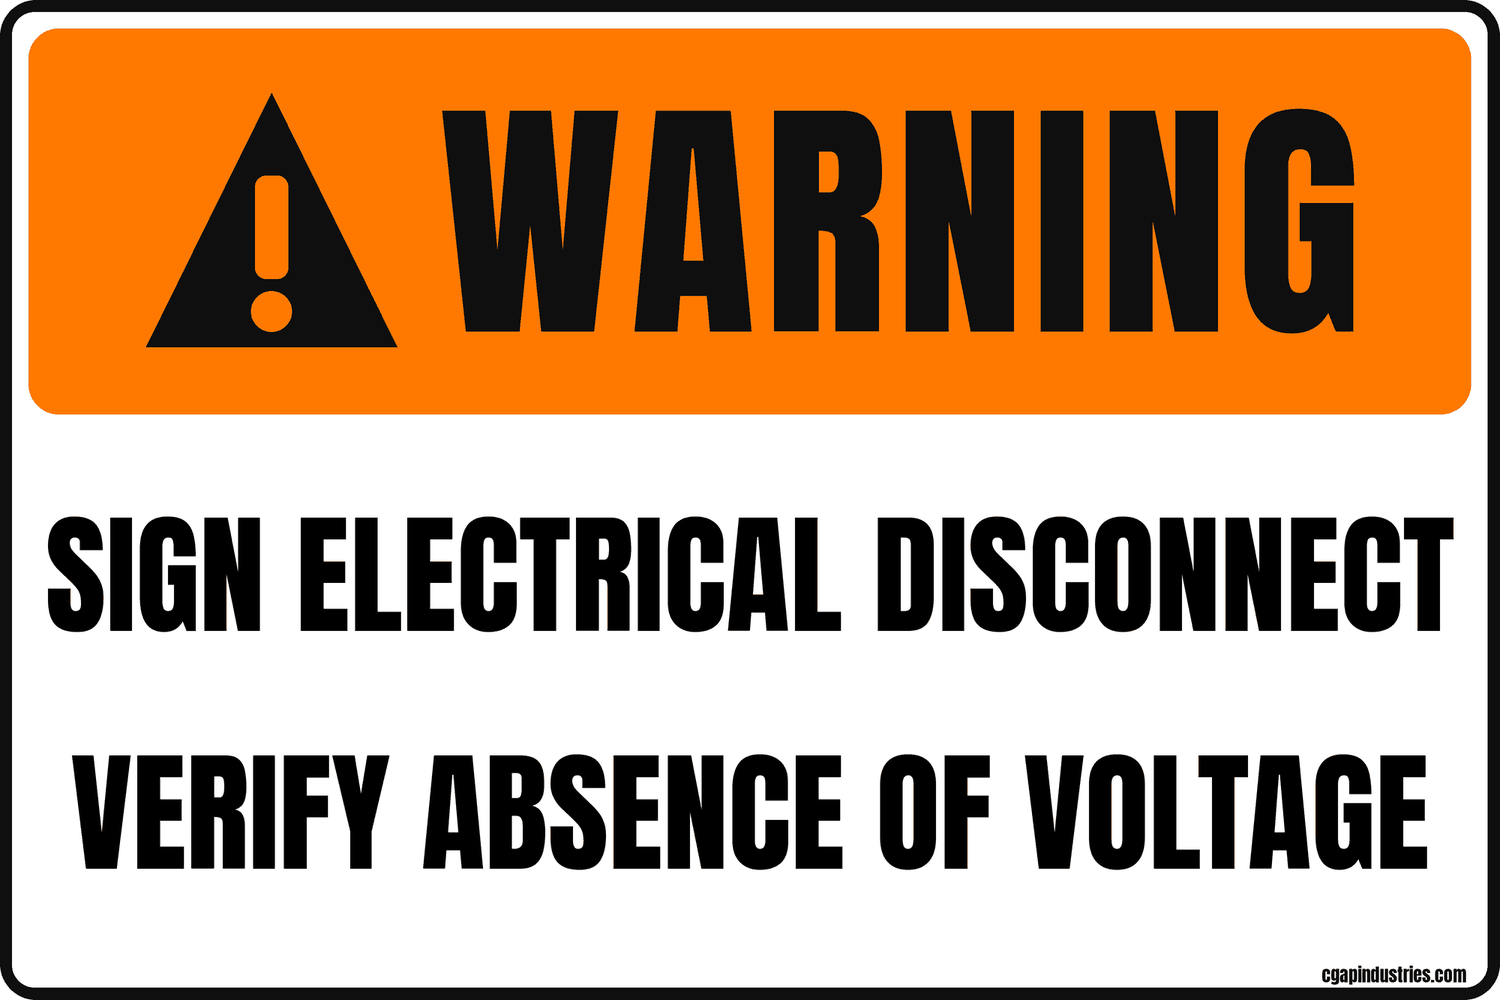 WARNING
SIGN ELECTRICAL DISCONNECT
VERIFY ABSENCE OF VOLTAGE
cgapindustries.com